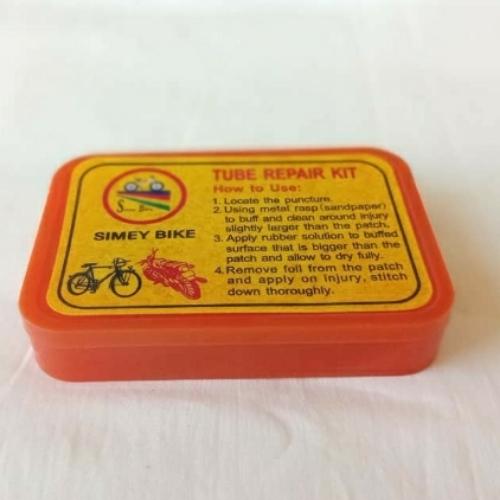 TUBE REPAIR KIT
How to Use:
1. Locate the puncture.
2. Using metal rasp (sandpaper)
to buff and clean around injury
slightly larger than the patch.
3. Apply rubber solution to buffed
surface that is bigger than the
patch and allow to dry fully.
4. Remove foil from the patch
and apply on injury, stitch
down thoroughly.
SIMEY BIKE